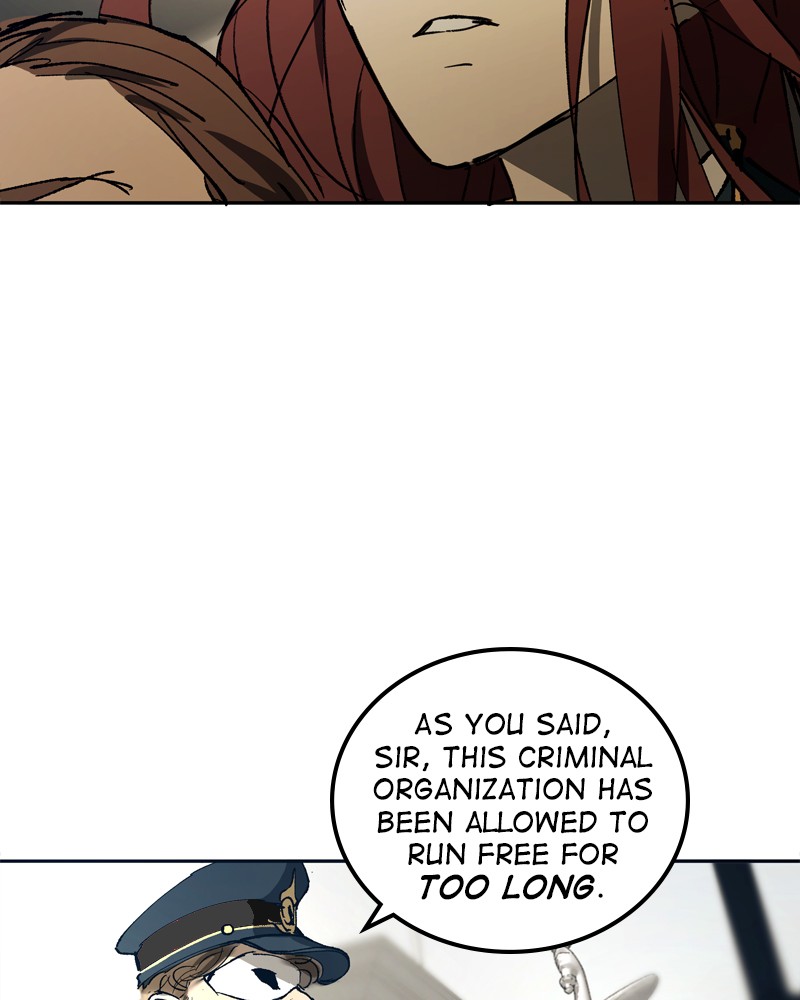 AS YOU SAID,
SIR, THIS CRIMINAL
ORGANIZATION HAS
BEEN ALLOWED TO
RUN FREE FOR
TOO LONG.